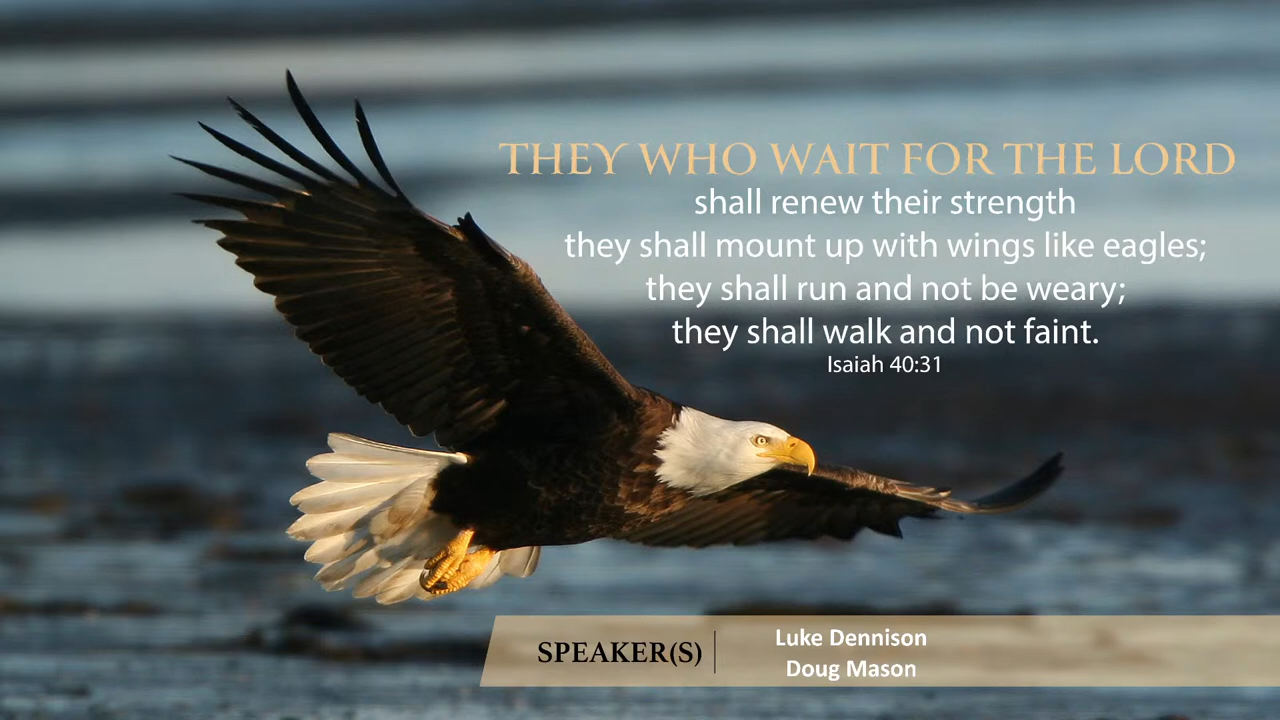 THEY WHO WAIT FOR THE LORD
shall renew their strength
they shall mount up with wings like eagles;
they shall run and not be weary;
they shall walk and not faint.
Isaiah 40:31
SPEAKER(S)
Luke Dennison
Doug Mason